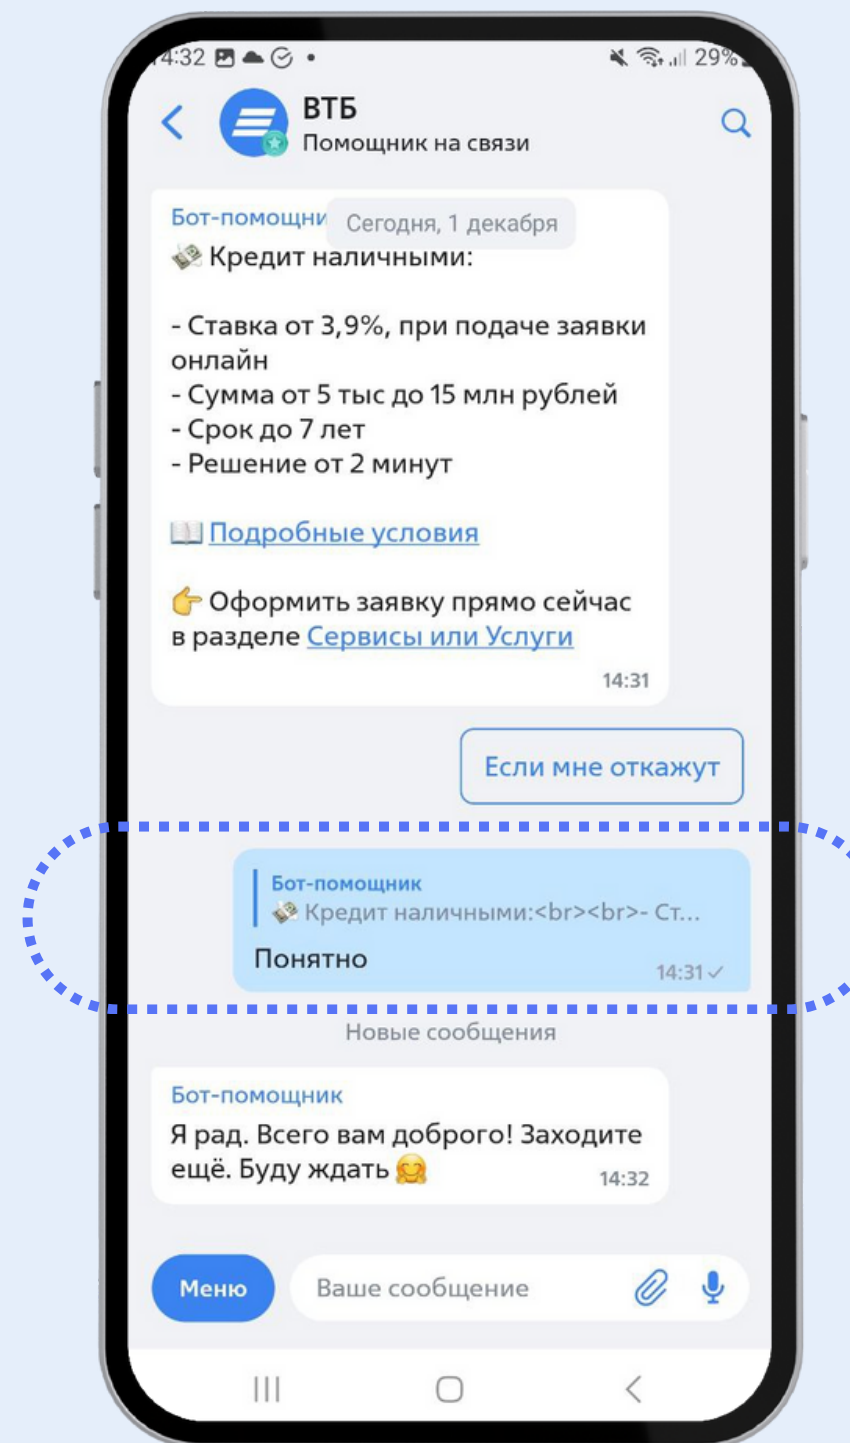 4:32
29%
ВТБ
Помощник на связи
Бот-помощни
Сегодня, 1 декабря
💸 Кредит наличными:
- Ставка от 3,9%, при подаче заявки
онлайн
- Сумма от 5 тыс до 15 млн рублей
- Срок до 7 лет
- Решение от 2 минут
📖 Подробные условия
👉 Оформить заявку прямо сейчас
в разделе Сервисы или Услуги
14:31
Если мне откажут
Бот-помощник
💸 Кредит наличными:<br><br>- Ст...
Понятно
14:31
Новые сообщения
Бот-помощник
Я рад. Всего вам доброго! Заходите
ещё. Буду ждать 🤗
14:32
Меню
Ваше сообщение